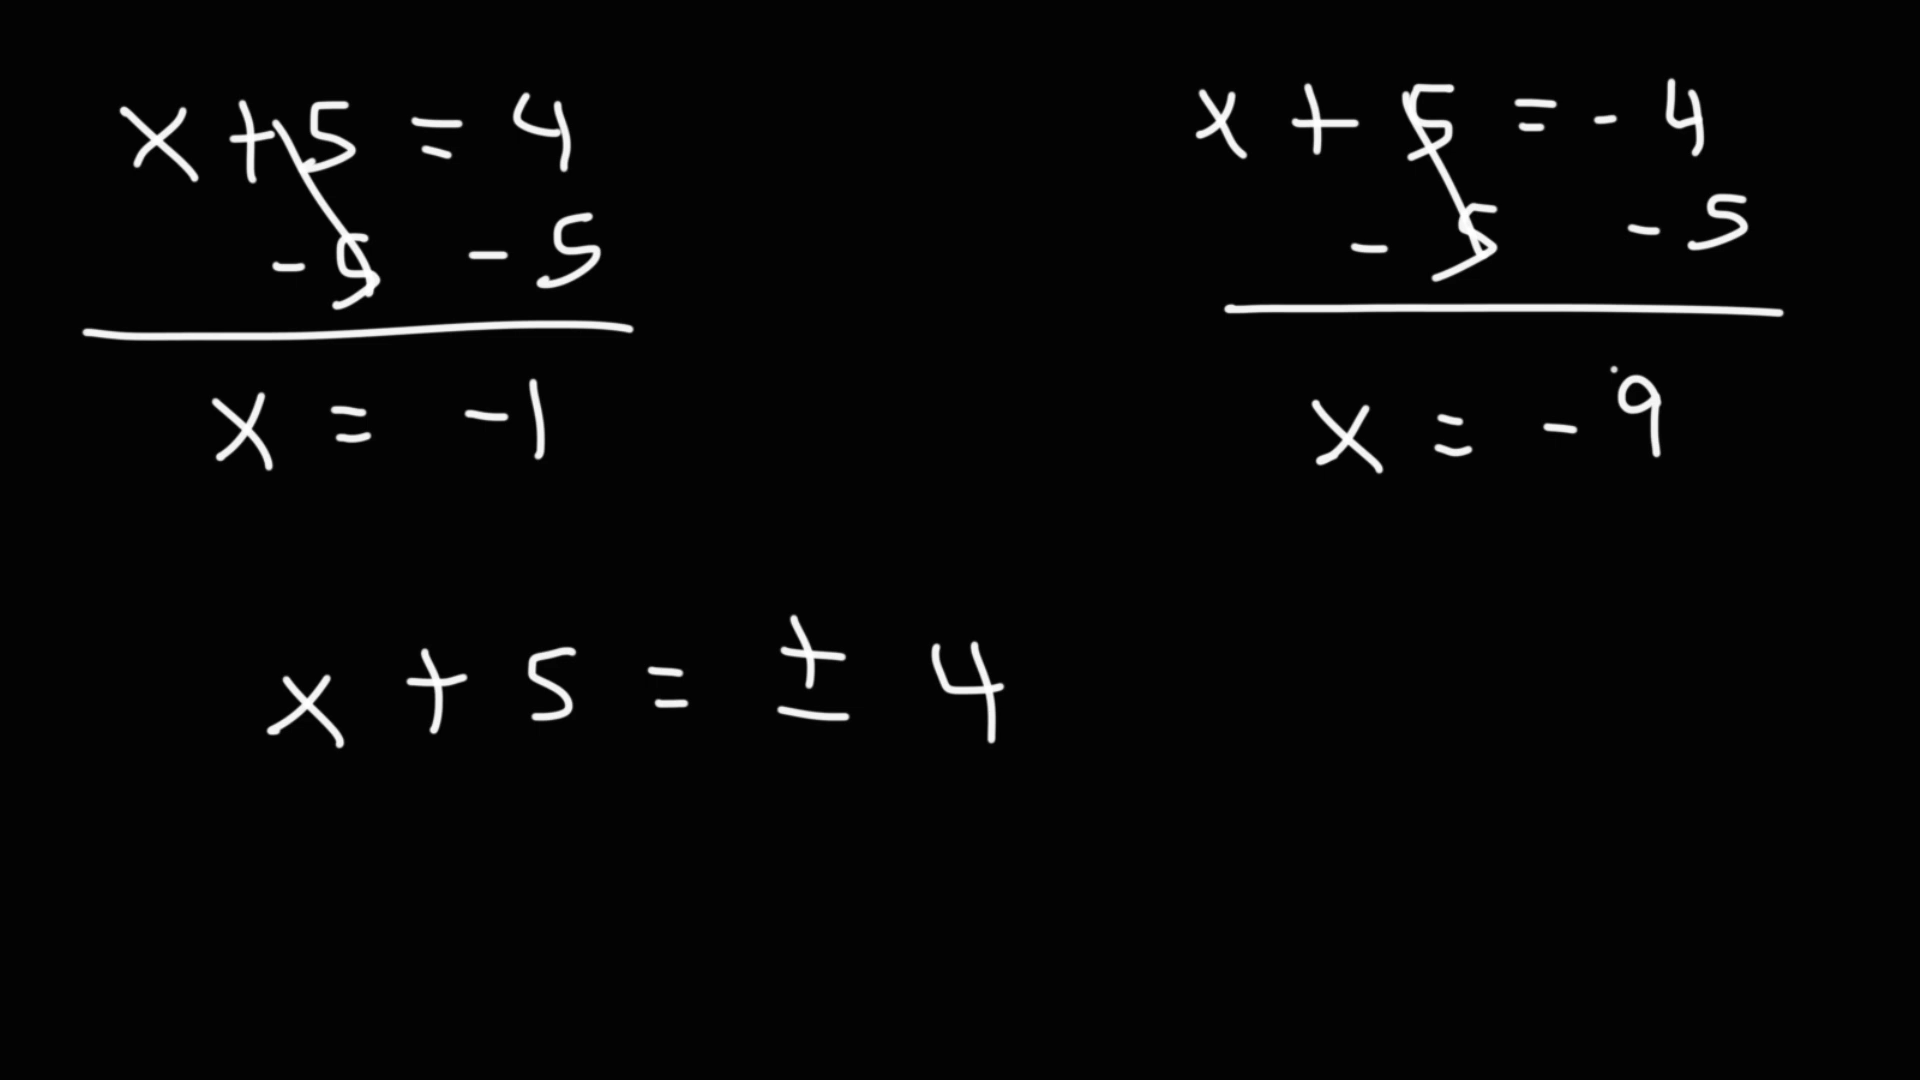 x + 5 = 4
- 5 - 5
x = -1
x + 5 = - 4
- 5 - 5
x = - 9
x + 5 = ± 4